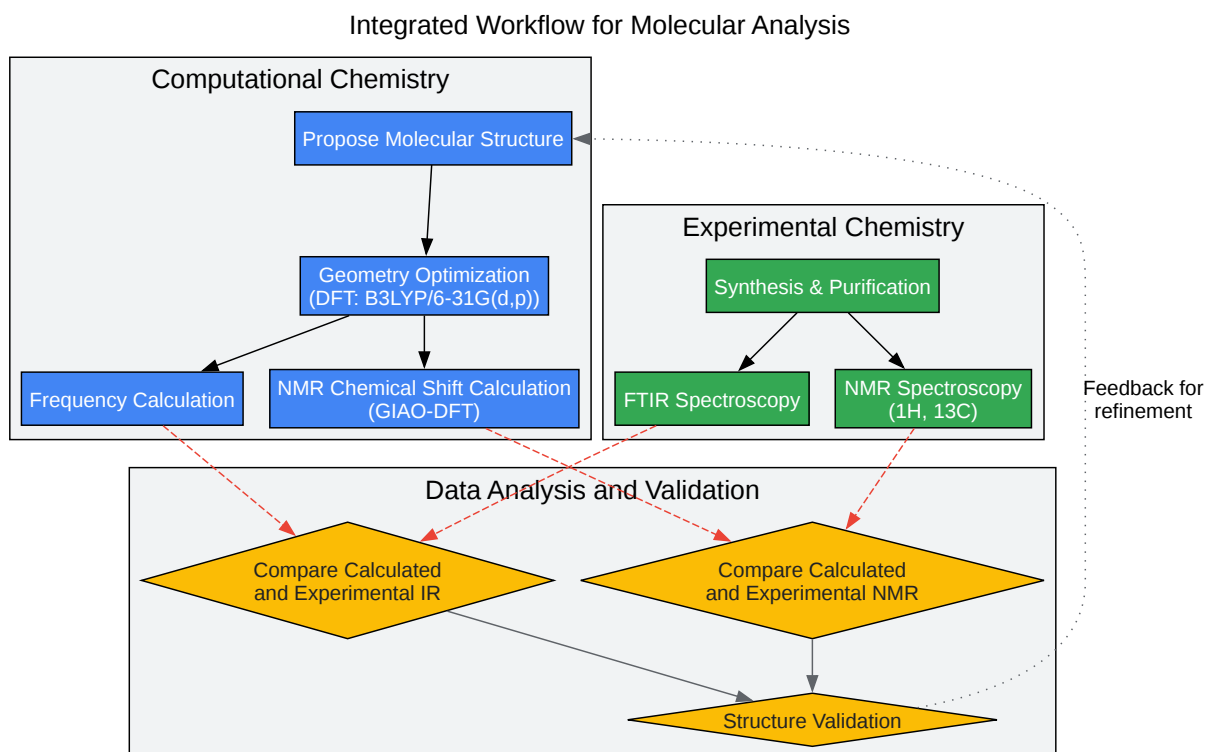 Integrated Workflow for Molecular Analysis
Computational Chemistry
Propose Molecular Structure
Geometry Optimization
(DFT: B3LYP/6-31G(d,p))
Frequency Calculation
NMR Chemical Shift Calculation
(GIAO-DFT)
Experimental Chemistry
Synthesis & Purification
FTIR Spectroscopy
NMR Spectroscopy
(1H, 13C)
Feedback for
refinement
Data Analysis and Validation
Compare Calculated
and Experimental IR
Compare Calculated
and Experimental NMR
Structure Validation